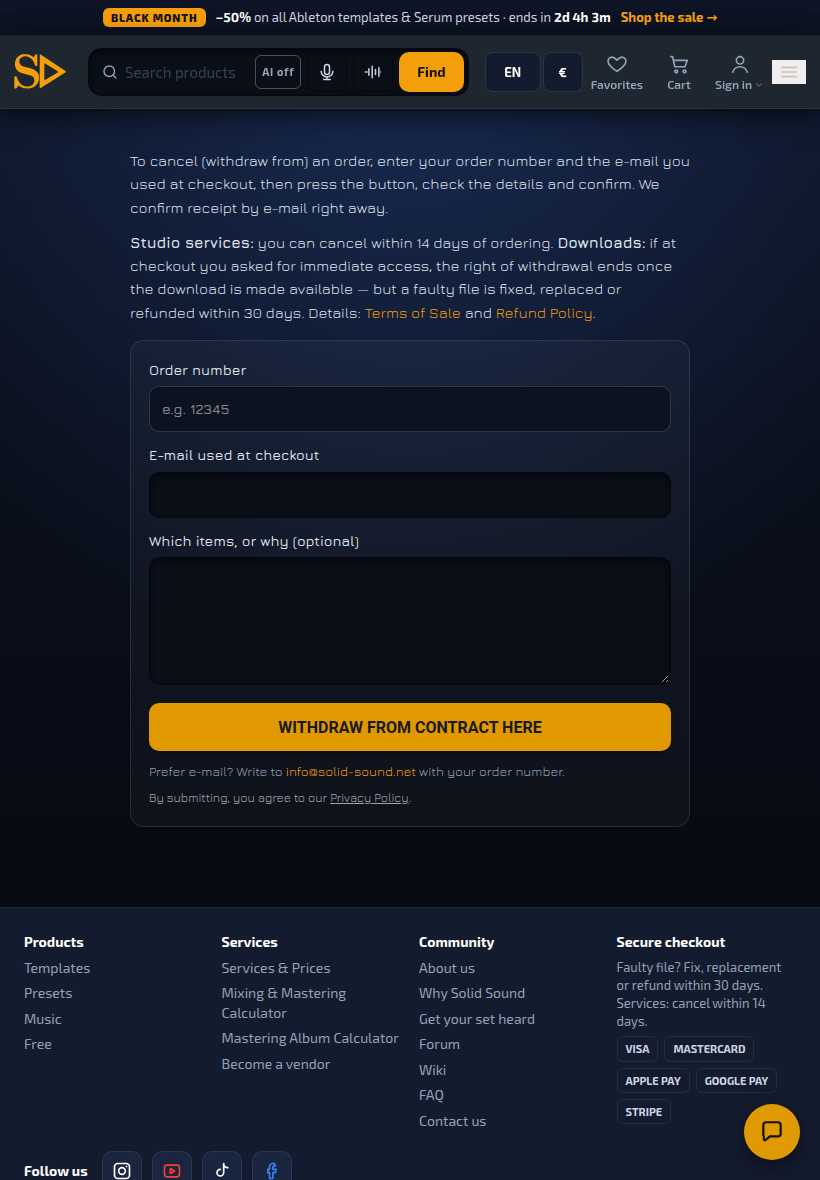 BLACK MONTH −50% on all Ableton templates & Serum presets · ends in 2d 4h 3m Shop the sale →
S Search products AI off Find EN € Favorites Cart Sign in
To cancel (withdraw from) an order, enter your order number and the e-mail you
used at checkout, then press the button, check the details and confirm. We
confirm receipt by e-mail right away.
Studio services: you can cancel within 14 days of ordering. Downloads: if at
checkout you asked for immediate access, the right of withdrawal ends once
the download is made available — but a faulty file is fixed, replaced or
refunded within 30 days. Details: Terms of Sale and Refund Policy.
Order number
e.g. 12345
E-mail used at checkout
Which items, or why (optional)
WITHDRAW FROM CONTRACT HERE
Prefer e-mail? Write to info@solid-sound.net with your order number.
By submitting, you agree to our Privacy Policy.
Products
Templates
Presets
Music
Free
Services
Services & Prices
Mixing & Mastering
Calculator
Mastering Album Calculator
Become a vendor
Community
About us
Why Solid Sound
Get your set heard
Forum
Wiki
FAQ
Contact us
Secure checkout
Faulty file? Fix, replacement
or refund within 30 days.
Services: cancel within 14
days.
VISA MASTERCARD
APPLE PAY GOOGLE PAY
STRIPE
Follow us